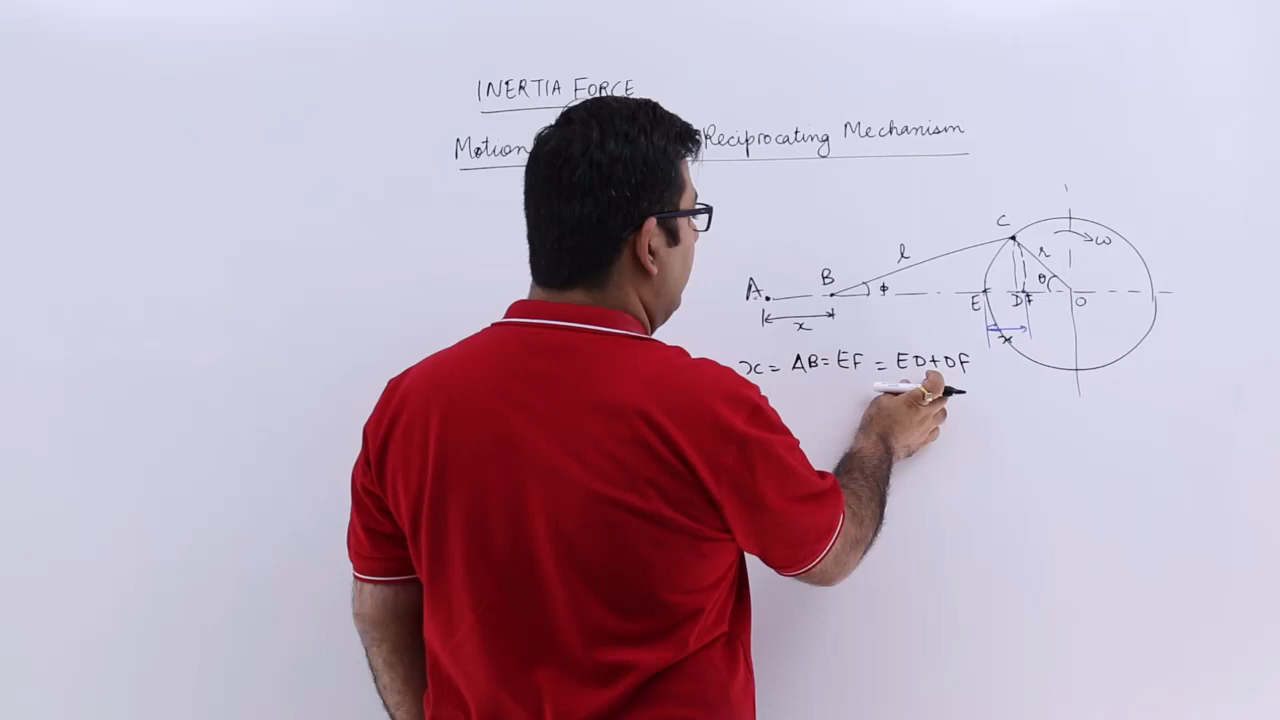 INERTIA FORCE
Motion Reciprocating Mechanism
C
ω
r
l
B
θ
A
φ
E D F O
x
x
x = AB = EF = ED + DF